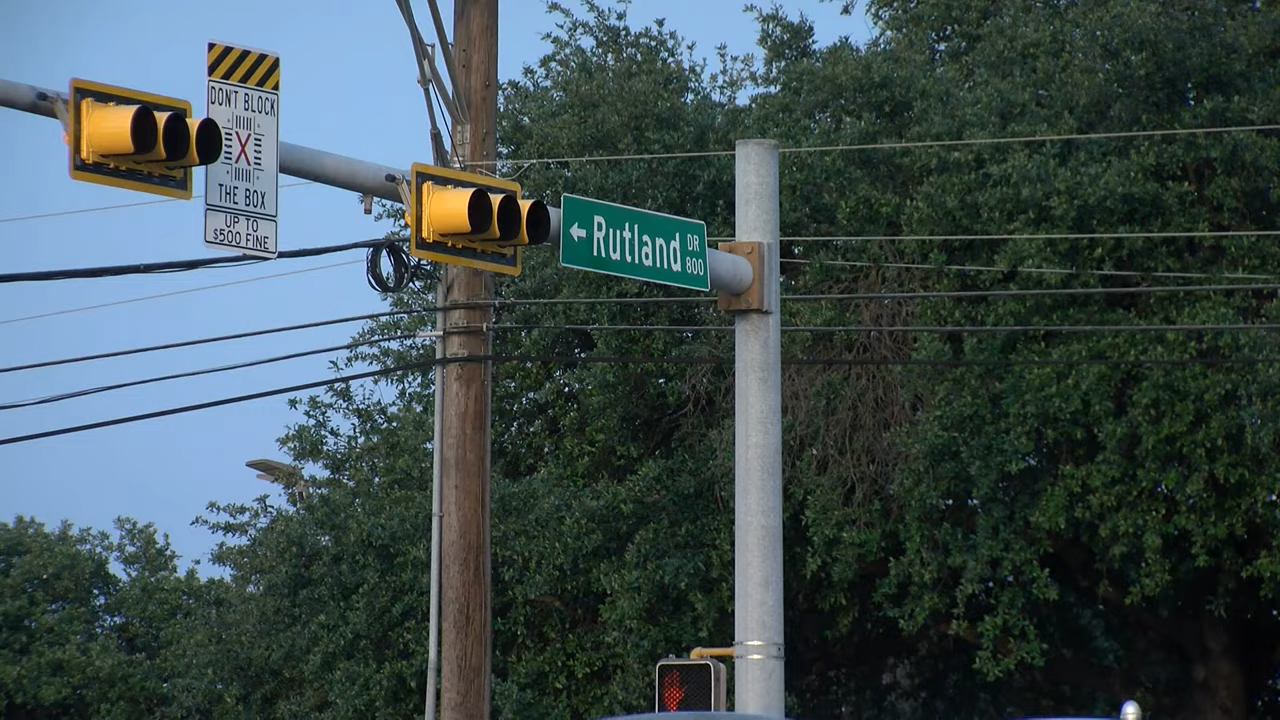 DONT BLOCK
THE BOX
UP TO
$500 FINE
← Rutland DR
800